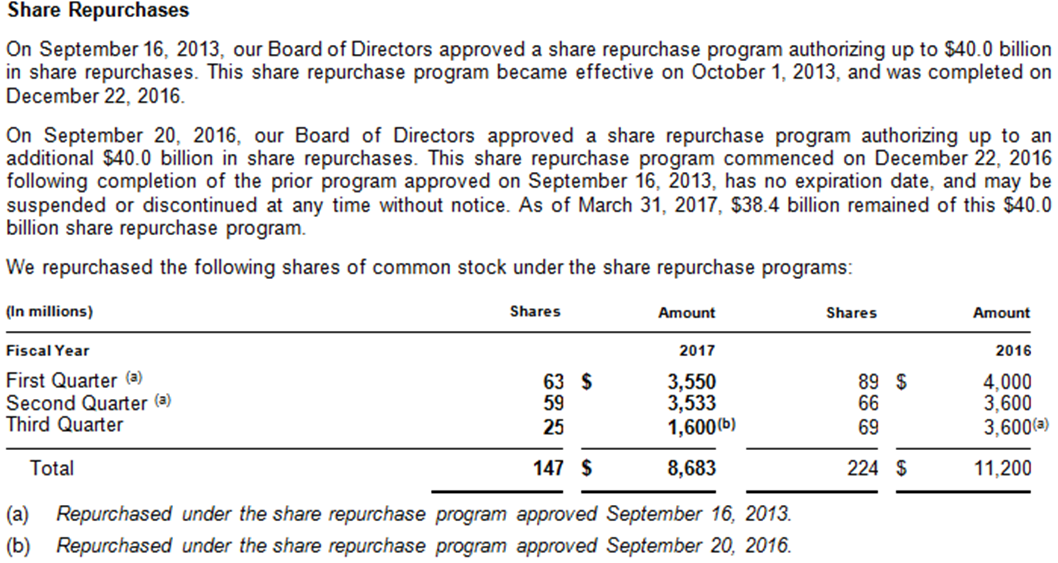 Share Repurchases
On September 16, 2013, our Board of Directors approved a share repurchase program authorizing up to $40.0 billion
in share repurchases. This share repurchase program became effective on October 1, 2013, and was completed on
December 22, 2016.
On September 20, 2016, our Board of Directors approved a share repurchase program authorizing up to an
additional $40.0 billion in share repurchases. This share repurchase program commenced on December 22, 2016
following completion of the prior program approved on September 16, 2013, has no expiration date, and may be
suspended or discontinued at any time without notice. As of March 31, 2017, $38.4 billion remained of this $40.0
billion share repurchase program.
We repurchased the following shares of common stock under the share repurchase programs:
(In millions) Shares Amount Shares Amount
Fiscal Year 2017 2016
First Quarter (a) 63 $ 3,550 89 $ 4,000
Second Quarter (a) 59 3,533 66 3,600
Third Quarter 25 1,600(b) 69 3,600(a)
Total 147 $ 8,683 224 $ 11,200
(a) Repurchased under the share repurchase program approved September 16, 2013.
(b) Repurchased under the share repurchase program approved September 20, 2016.